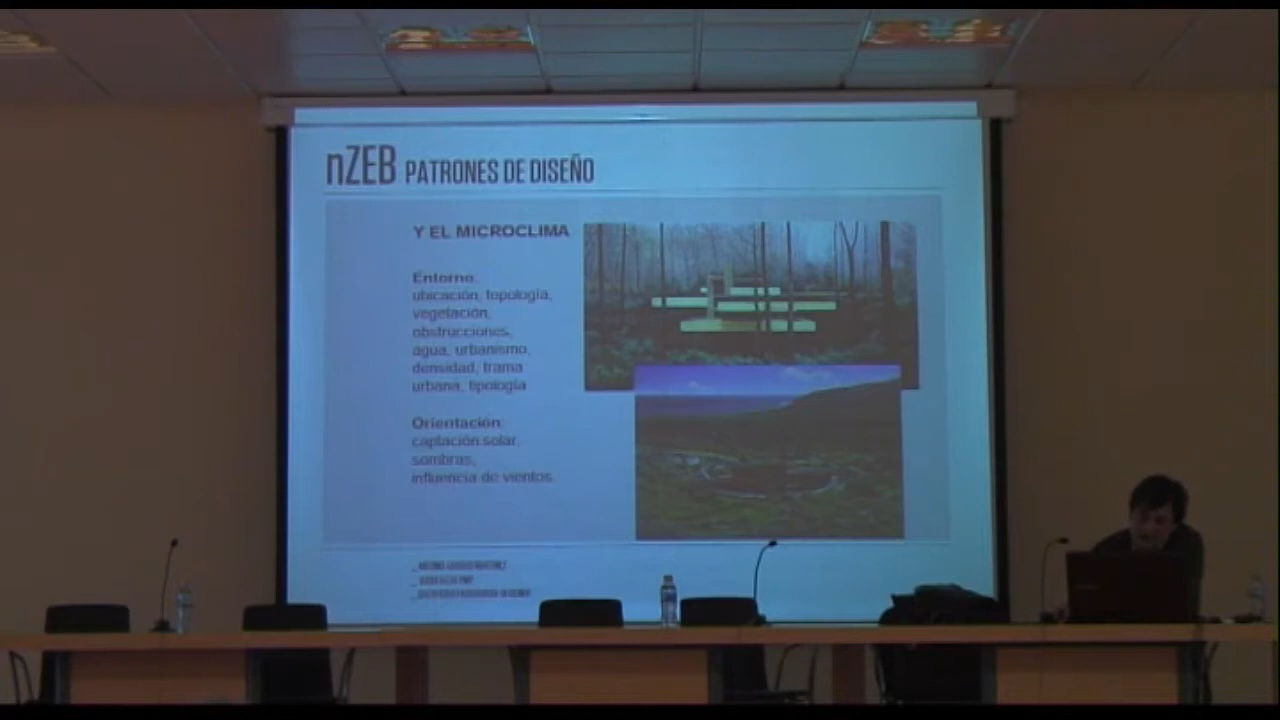 nZEB PATRONES DE DISEÑO
Y EL MICROCLIMA
Entorno:
ubicación, topología,
vegetación,
obstrucciones,
agua, urbanismo,
densidad, trama
urbana, tipología
Orientación:
captación solar,
sombras,
influencia de vientos